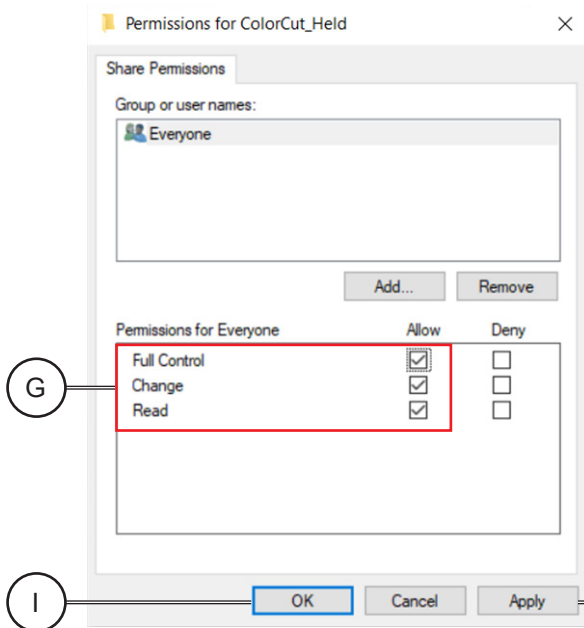 Permissions for ColorCut_Held
Share Permissions
Group or user names:
Everyone
Add... Remove
Permissions for Everyone Allow Deny
Full Control
G
Change
Read
I
OK Cancel Apply